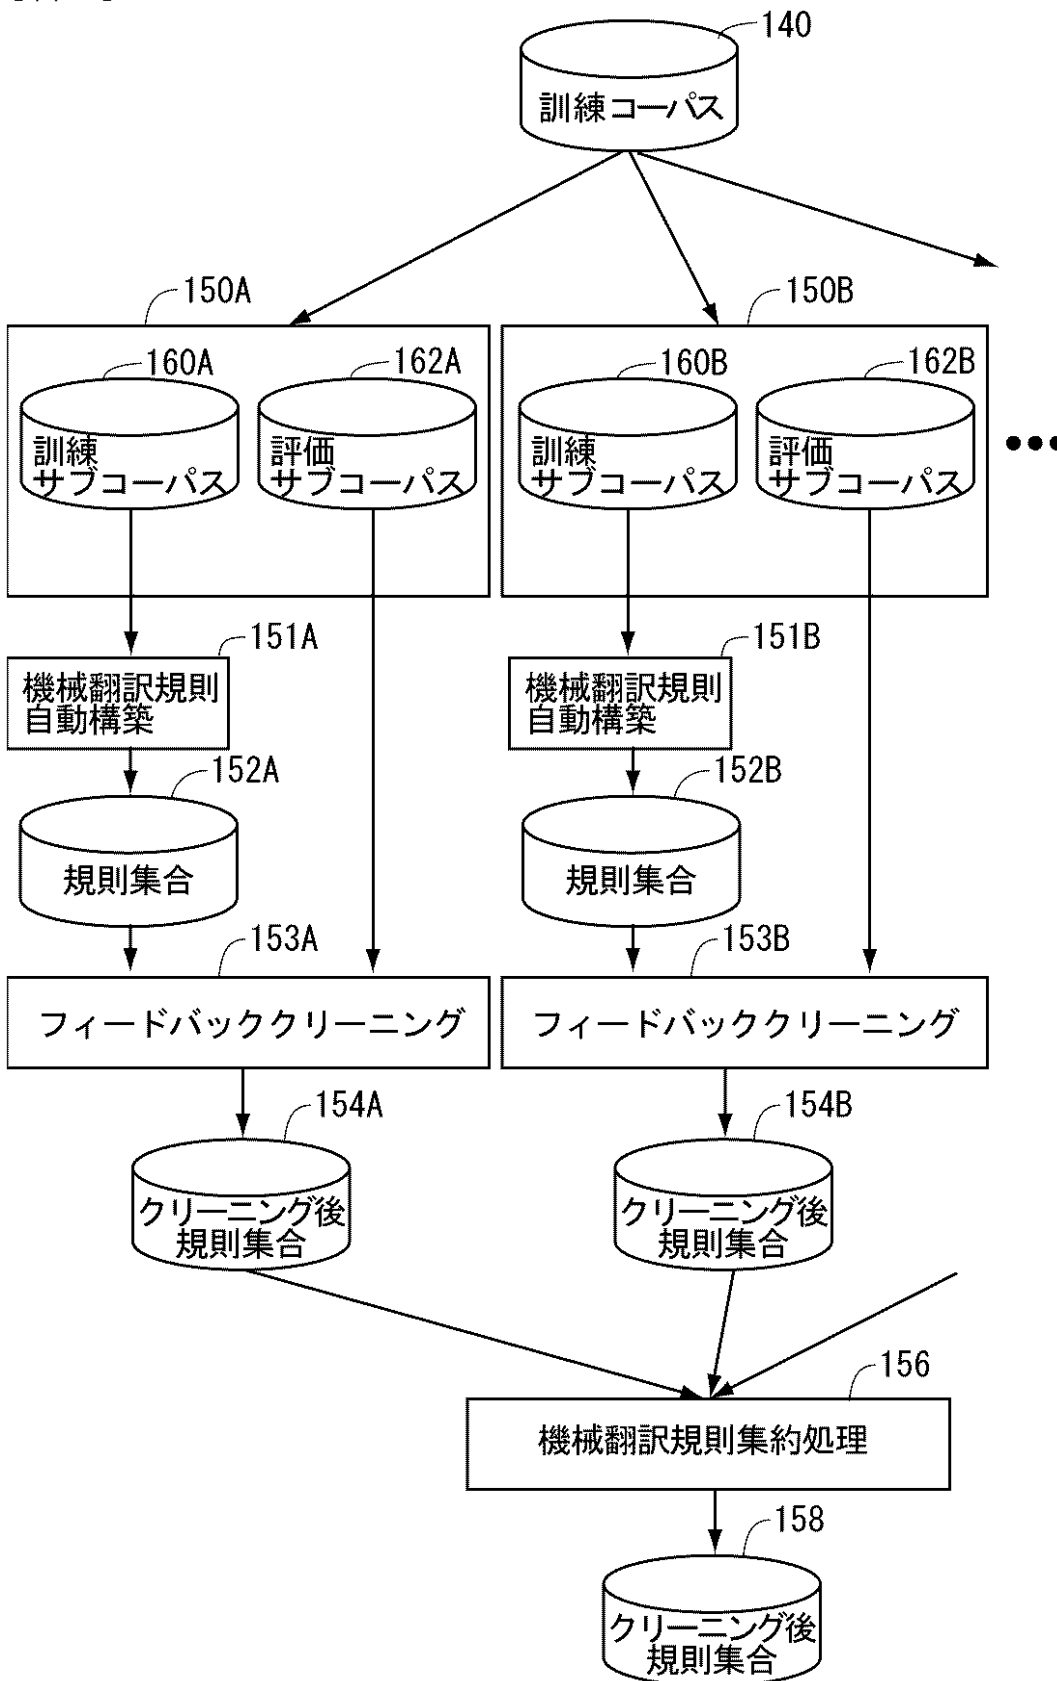 140
訓練コーパス
150A
150B
160A
162A
160B
162B
訓練
サブコーパス
評価
サブコーパス
訓練
サブコーパス
評価
サブコーパス
•••
151A
151B
機械翻訳規則
自動構築
機械翻訳規則
自動構築
152A
152B
規則集合
規則集合
153A
153B
フィードバッククリーニング
フィードバッククリーニング
154A
154B
クリーニング後
規則集合
クリーニング後
規則集合
156
機械翻訳規則集約処理
158
クリーニング後
規則集合